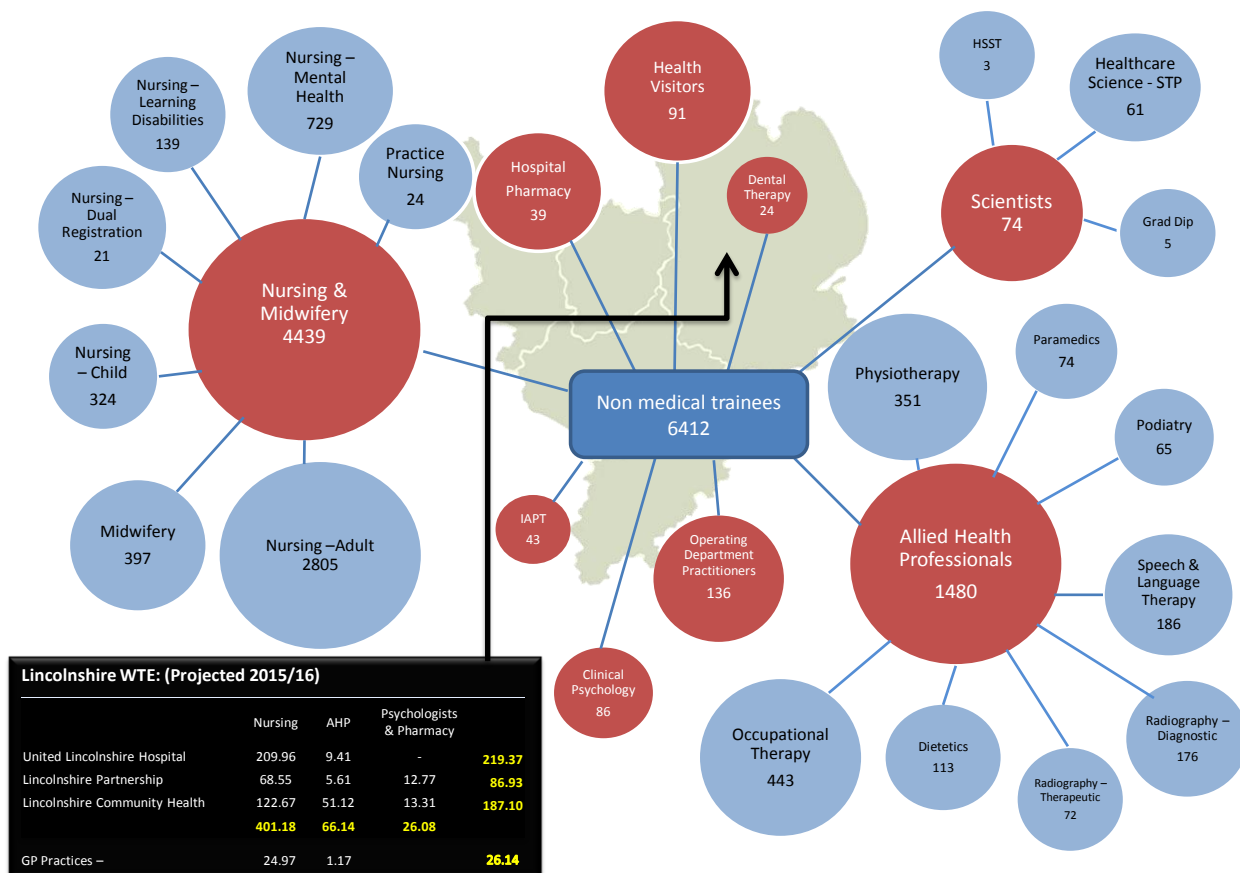 Nursing –
Mental
Health
729
Nursing –
Learning
Disabilities
139
Practice
Nursing
24
Nursing –
Dual
Registration
21
Nursing &
Midwifery
4439
Nursing
– Child
324
Midwifery
397
Nursing –Adult
2805
Health
Visitors
91
Hospital
Pharmacy
39
Dental
Therapy
24
HSST
3
Healthcare
Science - STP
61
Scientists
74
Grad Dip
5
Non medical trainees
6412
Physiotherapy
351
Paramedics
74
Podiatry
65
Allied Health
Professionals
1480
Speech &
Language
Therapy
186
Radiography –
Diagnostic
176
Radiography –
Therapeutic
72
Dietetics
113
Occupational
Therapy
443
IAPT
43
Operating
Department
Practitioners
136
Clinical
Psychology
86
Lincolnshire WTE: (Projected 2015/16)
Nursing AHP Psychologists
& Pharmacy
United Lincolnshire Hospital 209.96 9.41 - 219.37
Lincolnshire Partnership 68.55 5.61 12.77 86.93
Lincolnshire Community Health 122.67 51.12 13.31 187.10
401.18 66.14 26.08
GP Practices – 24.97 1.17 26.14